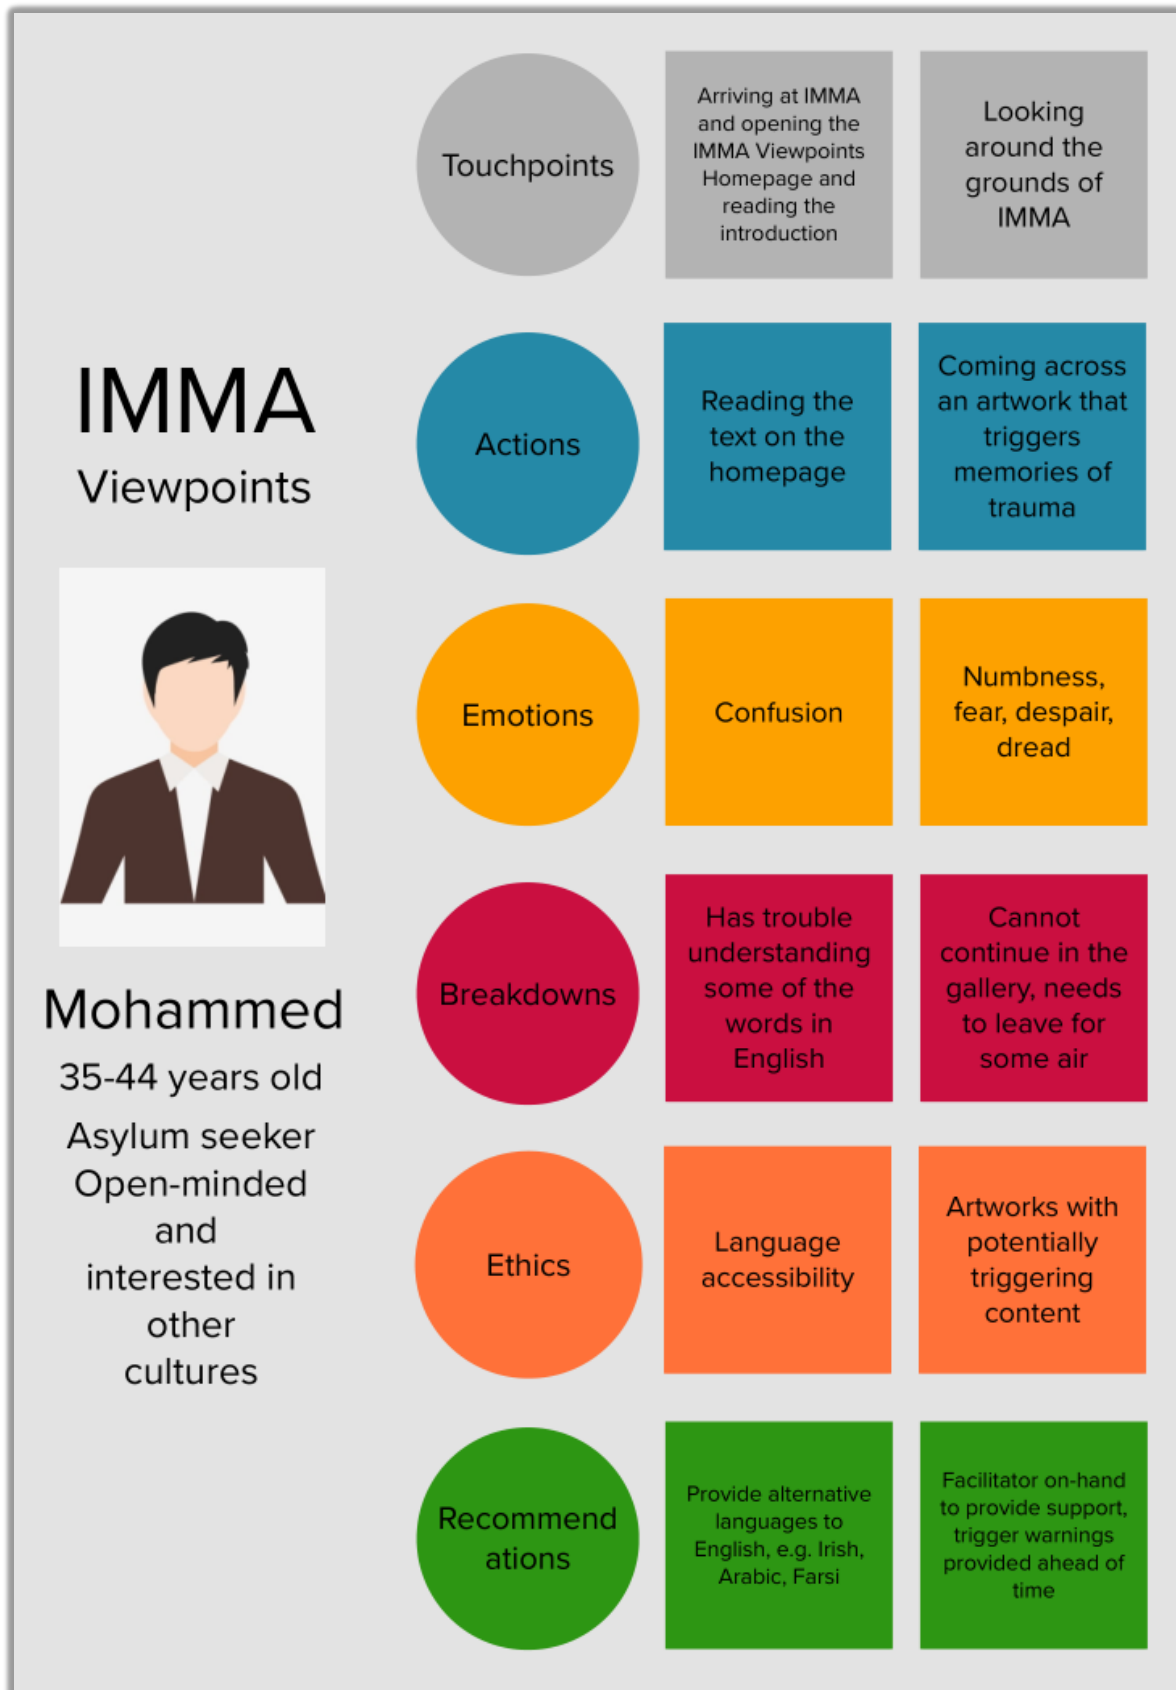 IMMA
Viewpoints
Mohammed
35-44 years old
Asylum seeker
Open-minded
and
interested in
other
cultures
Touchpoints
Arriving at IMMA
and opening the
IMMA Viewpoints
Homepage and
reading the
introduction
Looking
around the
grounds of
IMMA
Actions
Reading the
text on the
homepage
Coming across
an artwork that
triggers
memories of
trauma
Emotions
Confusion
Numbness,
fear, despair,
dread
Breakdowns
Has trouble
understanding
some of the
words in
English
Cannot
continue in the
gallery, needs
to leave for
some air
Ethics
Language
accessibility
Artworks with
potentially
triggering
content
Recommend
ations
Provide alternative
languages to
English, e.g. Irish,
Arabic, Farsi
Facilitator on-hand
to provide support,
trigger warnings
provided ahead of
time